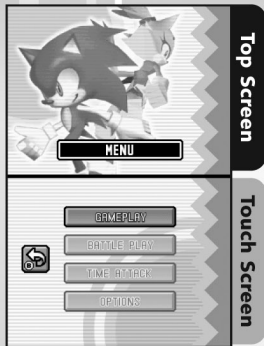 Top Screen
MENU
Touch Screen
GAMEPLAY
BATTLE PLAY
TIME ATTACK
OPTIONS